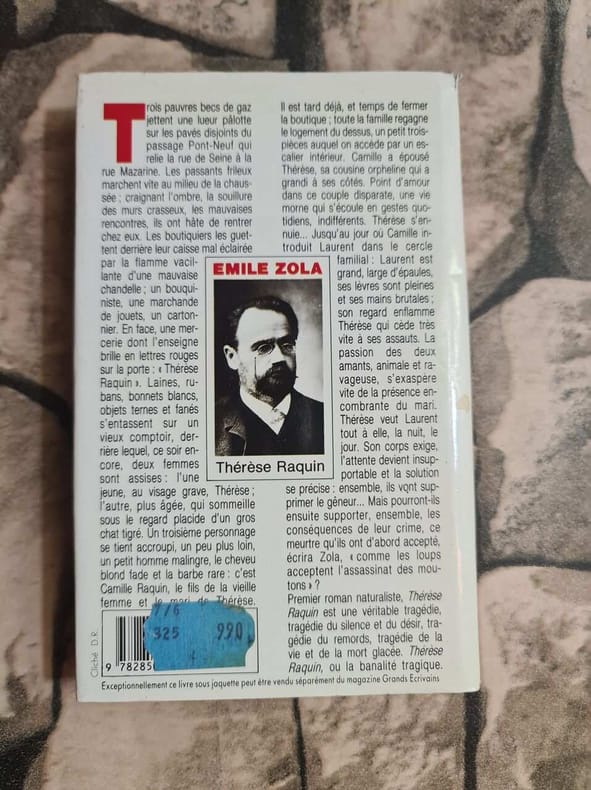 Trois pauvres becs de gaz
jettent une lueur pâlotte
sur les pavés disjoints du
passage Pont-Neuf qui
relie la rue de Seine à la
rue Mazarine. Les passants frileux
marchent vite au milieu de la chaus-
sée ; craignant l'ombre, la souillure
des murs crasseux, les mauvaises
rencontres, ils ont hâte de rentrer
chez eux. Les boutiquiers les guet-
tent derrière leur caisse mal éclairée
par la flamme vacil-
lante d'une mauvaise
chandelle ; un bouqui-
niste, une marchande
de jouets, un carton-
nier. En face, une mer-
cerie dont l'enseigne
brille en lettres rouges
sur la porte : « Thérèse
Raquin ». Laines, ru-
bans, bonnets blancs,
objets ternes et fanés
s'entassent sur un
vieux comptoir, der-
rière lequel, ce soir en-
core, deux femmes
sont assises : l'une
jeune, au visage grave, Thérèse ;
l'autre, plus âgée, qui sommeille
sous le regard placide d'un gros
chat tigré. Un troisième personnage
se tient accroupi, un peu plus loin,
un petit homme malingre, le cheveu
blond fade et la barbe rare : c'est
Camille Raquin, le fils de la vieille
femme et le mari de Thérèse.
Il est tard déjà, et temps de fermer
la boutique ; toute la famille regagne
le logement du dessus, un petit trois-
pièces auquel on accède par un es-
calier intérieur. Camille a épousé
Thérèse, sa cousine orpheline qui a
grandi à ses côtés. Point d'amour
dans ce couple disparate, une vie
morne qui s'écoule en gestes quo-
tidiens, indifférents. Thérèse s'en-
nuie... Jusqu'au jour où Camille in-
troduit Laurent dans le cercle
familial : Laurent est
grand, large d'épaules,
ses lèvres sont pleines
et ses mains brutales ;
son regard enflamme
Thérèse qui cède très
vite à ses assauts. La
passion des deux
amants, animale et ra-
vageuse, s'exaspère
vite de la présence en-
combrante du mari.
Thérèse veut Laurent
tout à elle, la nuit, le
jour. Son corps exige,
l'attente devient insup-
portable et la solution
se précise : ensemble, ils vont sup-
primer le gêneur... Mais pourront-ils
ensuite supporter, ensemble, les
conséquences de leur crime, ce
meurtre qu'ils ont d'abord accepté,
écrira Zola, « comme les loups
acceptent l'assassinat des mou-
tons » ?
Premier roman naturaliste, Thérèse
Raquin est une véritable tragédie,
tragédie du silence et du désir, tra-
gédie du remords, tragédie de la
vie et de la mort glacée. Thérèse
Raquin, ou la banalité tragique.
EMILE ZOLA
Thérèse Raquin
Cliché D.R.
325 990
9 78285
Exceptionnellement ce livre sous jaquette peut être vendu séparément du magazine Grands Ecrivains